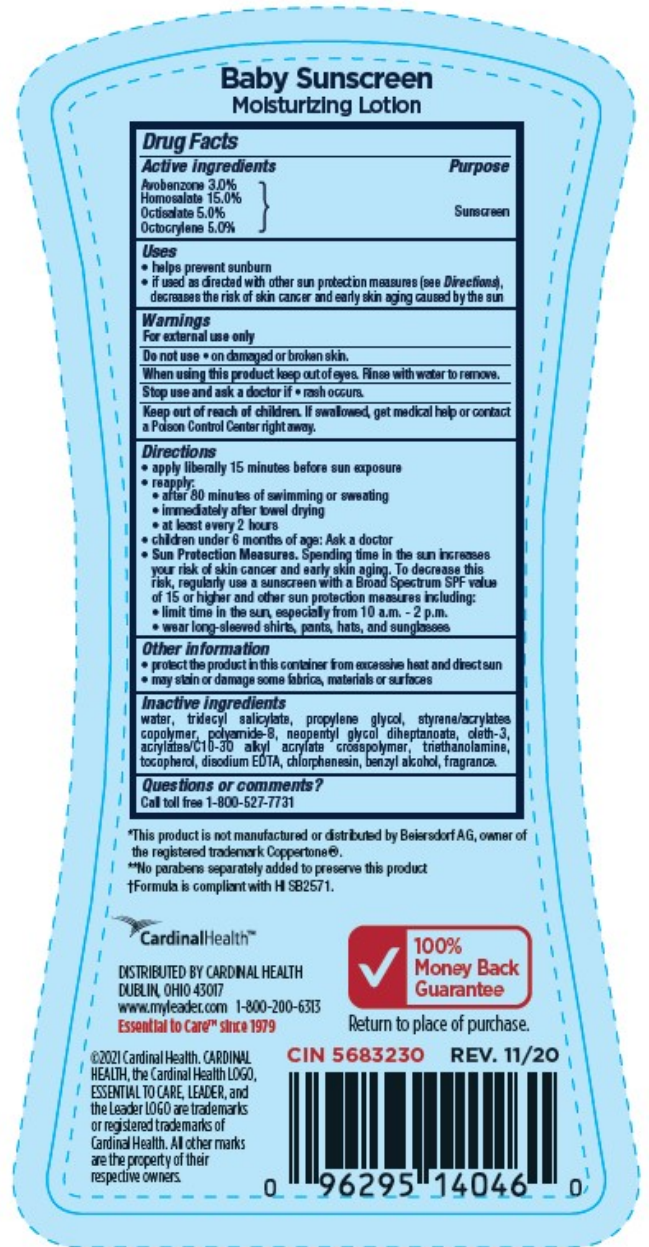 Baby Sunscreen
Moisturizing Lotion
Drug Facts
Active ingredients Purpose
Avobenzone 3.0%
Homosalate 15.0%
Octisalate 5.0% Sunscreen
Octocrylene 5.0%
Uses
• helps prevent sunburn
• if used as directed with other sun protection measures (see Directions),
decreases the risk of skin cancer and early skin aging caused by the sun
Warnings
For external use only
Do not use • on damaged or broken skin.
When using this product keep out of eyes. Rinse with water to remove.
Stop use and ask a doctor if • rash occurs.
Keep out of reach of children. If swallowed, get medical help or contact
a Poison Control Center right away.
Directions
• apply liberally 15 minutes before sun exposure
• reapply:
• after 80 minutes of swimming or sweating
• immediately after towel drying
• at least every 2 hours
• children under 6 months of age: Ask a doctor
• Sun Protection Measures. Spending time in the sun increases
your risk of skin cancer and early skin aging. To decrease this
risk, regularly use a sunscreen with a Broad Spectrum SPF value
of 15 or higher and other sun protection measures including:
• limit time in the sun, especially from 10 a.m. - 2 p.m.
• wear long-sleeved shirts, pants, hats, and sunglasses
Other information
• protect the product in this container from excessive heat and direct sun
• may stain or damage some fabrics, materials or surfaces
Inactive ingredients
water, tridecyl salicylate, propylene glycol, styrene/acrylates
copolymer, polyamide-8, neopentyl glycol diheptanoate, oleth-3,
acrylates/C10-30 alkyl acrylate crosspolymer, triethanolamine,
tocopherol, disodium EDTA, chlorphenesin, benzyl alcohol, fragrance.
Questions or comments?
Call toll free 1-800-527-7731
*This product is not manufactured or distributed by Beiersdorf AG, owner of
the registered trademark Coppertone®.
**No parabens separately added to preserve this product
†Formula is compliant with HI SB2571.
CardinalHealth™
DISTRIBUTED BY CARDINAL HEALTH
DUBLIN, OHIO 43017
www.myleader.com 1-800-200-6313
Essential to Care™ since 1979
100%
Money Back
Guarantee
Return to place of purchase.
©2021 Cardinal Health. CARDINAL
HEALTH, the Cardinal Health LOGO,
ESSENTIAL TO CARE, LEADER, and
the Leader LOGO are trademarks
or registered trademarks of
Cardinal Health. All other marks
are the property of their
respective owners.
CIN 5683230 REV. 11/20
0 96295 14046 0